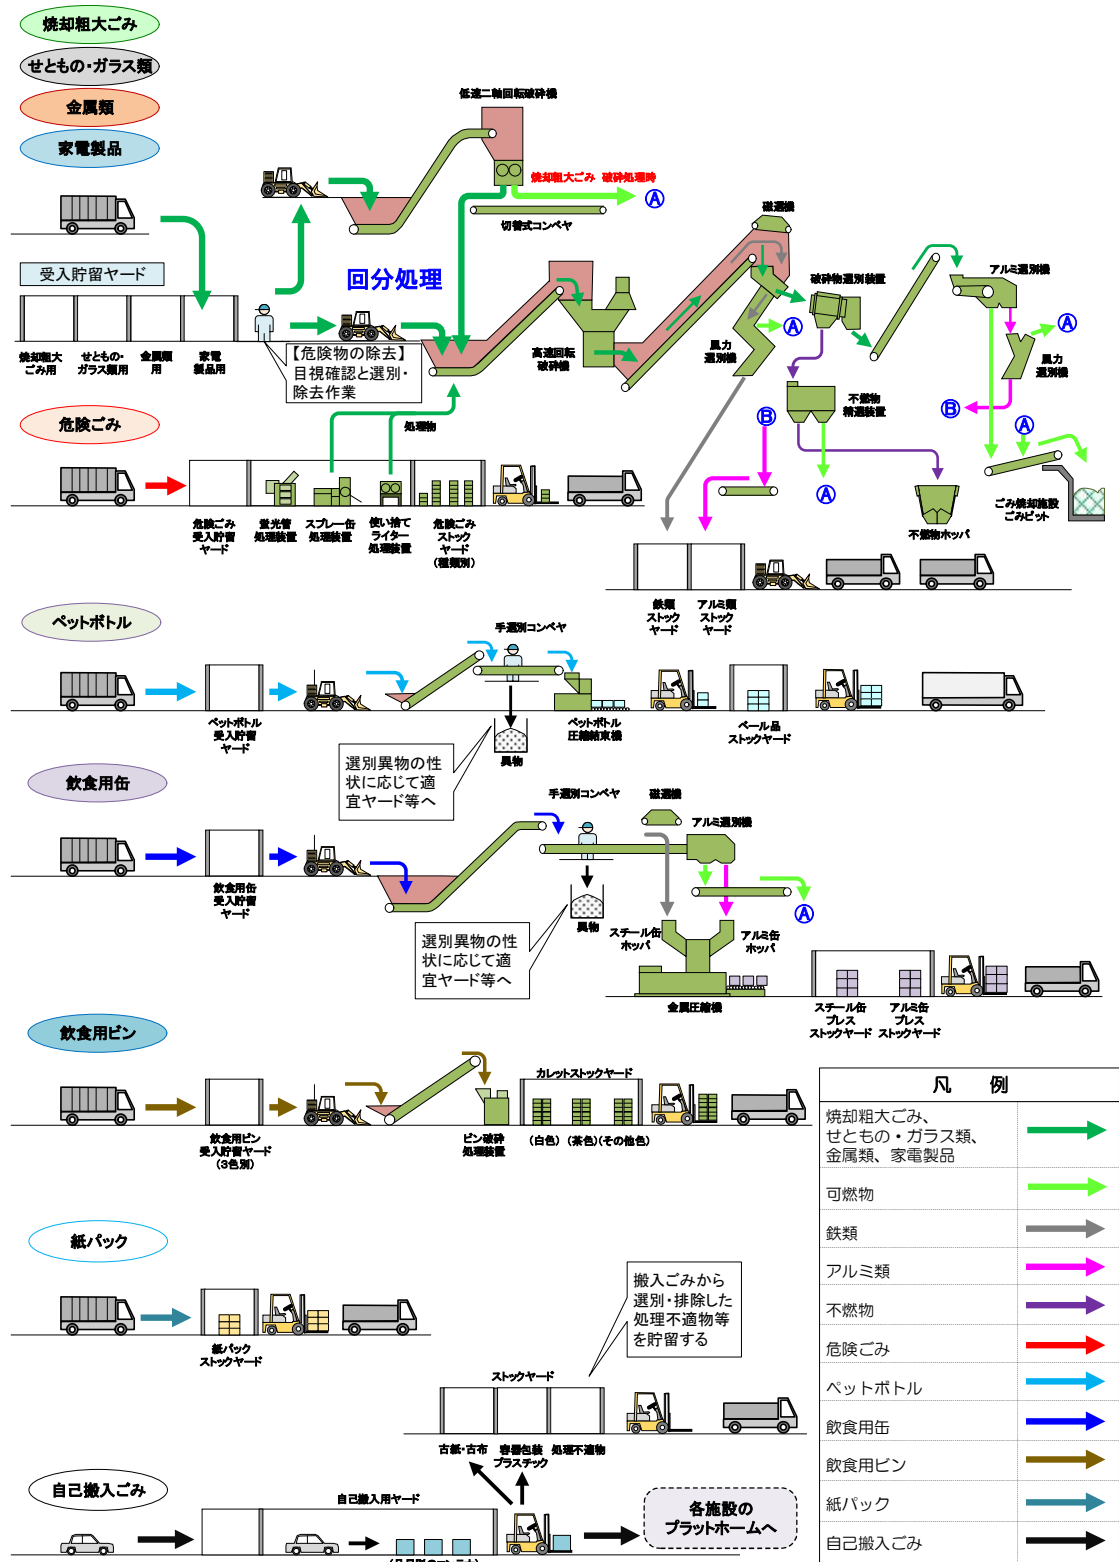 焼却粗大ごみ
せともの・ガラス類
金属類
家電製品
低速二軸回転破砕機
焼却粗大ごみ 破砕処理時
Ⓐ
切替式コンベヤ
磁選機
受入貯留ヤード
回分処理
破砕物選別装置
アルミ選別機
Ⓐ
Ⓐ
焼却粗大
ごみ用
せともの・
ガラス類用
金属類
用
家電
製品用
【危険物の除去】
目視確認と選別・
除去作業
高速回転
破砕機
風力
選別機
風力
選別機
不燃物
精選装置
Ⓑ
Ⓑ
Ⓐ
危険ごみ
処理物
Ⓐ
危険ごみ
受入貯留
ヤード
蛍光管
処理装置
スプレー缶
処理装置
使い捨て
ライター
処理装置
危険ごみ
ストック
ヤード
(種類別)
不燃物ホッパ
ごみ焼却施設
ごみピット
鉄類
ストック
ヤード
アルミ類
ストック
ヤード
ペットボトル
手選別コンベヤ
ペットボトル
受入貯留
ヤード
異物
ペットボトル
圧縮結束機
ベール品
ストックヤード
選別異物の性
状に応じて適
宜ヤード等へ
飲食用缶
手選別コンベヤ
磁選機
アルミ選別機
飲食用缶
受入貯留
ヤード
異物
Ⓐ
選別異物の性
状に応じて適
宜ヤード等へ
スチール缶
ホッパ
アルミ缶
ホッパ
金属圧縮機
スチール缶
プレス
ストックヤード
アルミ缶
プレス
ストックヤード
飲食用ビン
カレットストックヤード
飲食用ビン
受入貯留ヤード
(3色別)
ビン破砕
処理装置
(白色) (茶色)(その他色)
紙パック
紙パック
ストックヤード
搬入ごみから
選別・排除した
処理不適物等
を貯留する
ストックヤード
古紙・古布
容器包装
プラスチック
処理不適物
自己搬入ごみ
自己搬入用ヤード
各施設の
プラットホームへ
凡 例
焼却粗大ごみ、
せともの・ガラス類、
金属類、家電製品
可燃物
鉄類
アルミ類
不燃物
危険ごみ
ペットボトル
飲食用缶
飲食用ビン
紙パック
自己搬入ごみ